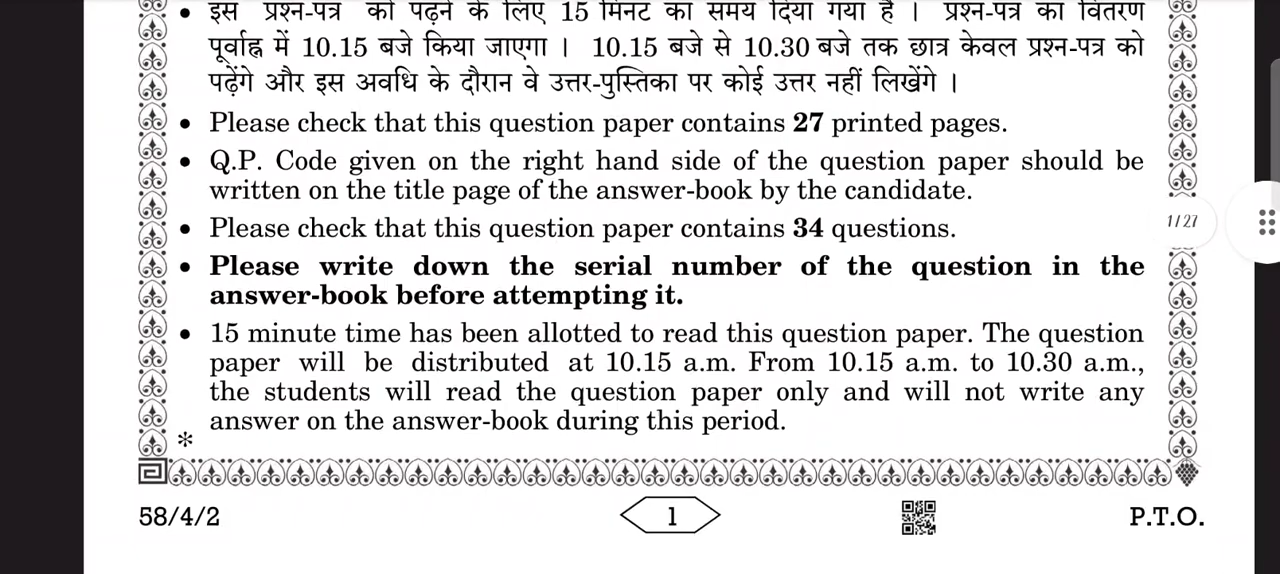 इस प्रश्न-पत्र को पढ़ने के लिए 15 मिनट का समय दिया गया है । प्रश्न-पत्र का वितरण
पूर्वाह्न में 10.15 बजे किया जाएगा । 10.15 बजे से 10.30 बजे तक छात्र केवल प्रश्न-पत्र को
पढ़ेंगे और इस अवधि के दौरान वे उत्तर-पुस्तिका पर कोई उत्तर नहीं लिखेंगे ।
Please check that this question paper contains 27 printed pages.
Q.P. Code given on the right hand side of the question paper should be
written on the title page of the answer-book by the candidate.
1/27
Please check that this question paper contains 34 questions.
Please write down the serial number of the question in the
answer-book before attempting it.
15 minute time has been allotted to read this question paper. The question
paper will be distributed at 10.15 a.m. From 10.15 a.m. to 10.30 a.m.,
the students will read the question paper only and will not write any
answer on the answer-book during this period.
*
58/4/2
1
P.T.O.